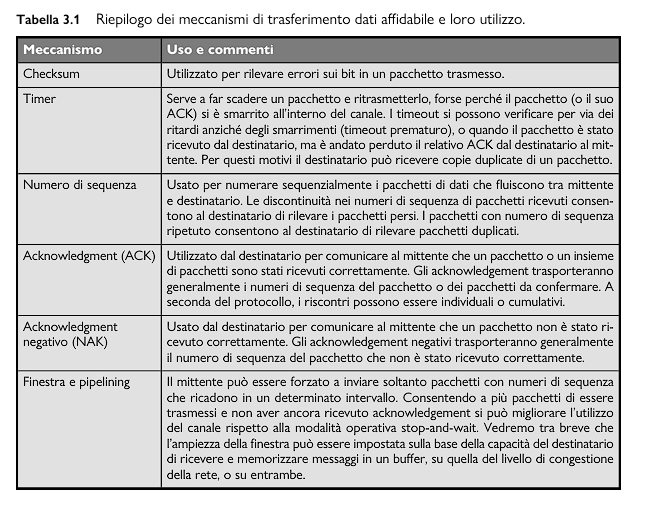 Tabella 3.1 Riepilogo dei meccanismi di trasferimento dati affidabile e loro utilizzo.
Meccanismo Uso e commenti
Checksum Utilizzato per rilevare errori sui bit in un pacchetto trasmesso.
Timer Serve a far scadere un pacchetto e ritrasmetterlo, forse perché il pacchetto (o il suo
ACK) si è smarrito all'interno del canale. I timeout si possono verificare per via dei
ritardi anziché degli smarrimenti (timeout prematuro), o quando il pacchetto è stato
ricevuto dal destinatario, ma è andato perduto il relativo ACK dal destinatario al mit-
tente. Per questi motivi il destinatario può ricevere copie duplicate di un pacchetto.
Numero di sequenza Usato per numerare sequenzialmente i pacchetti di dati che fluiscono tra mittente
e destinatario. Le discontinuità nei numeri di sequenza di pacchetti ricevuti consen-
tono al destinatario di rilevare i pacchetti persi. I pacchetti con numero di sequenza
ripetuto consentono al destinatario di rilevare pacchetti duplicati.
Acknowledgment (ACK) Utilizzato dal destinatario per comunicare al mittente che un pacchetto o un insieme
di pacchetti sono stati ricevuti correttamente. Gli acknowledgement trasporteranno
generalmente i numeri di sequenza del pacchetto o dei pacchetti da confermare. A
seconda del protocollo, i riscontri possono essere individuali o cumulativi.
Acknowledgment Usato dal destinatario per comunicare al mittente che un pacchetto non è stato ri-
negativo (NAK) cevuto correttamente. Gli acknowledgement negativi trasporteranno generalmente
il numero di sequenza del pacchetto che non è stato ricevuto correttamente.
Finestra e pipelining Il mittente può essere forzato a inviare soltanto pacchetti con numeri di sequenza
che ricadono in un determinato intervallo. Consentendo a più pacchetti di essere
trasmessi e non aver ancora ricevuto acknowledgement si può migliorare l'utilizzo
del canale rispetto alla modalità operativa stop-and-wait. Vedremo tra breve che
l'ampiezza della finestra può essere impostata sulla base della capacità del destinatario
di ricevere e memorizzare messaggi in un buffer, su quella del livello di congestione
della rete, o su entrambe.